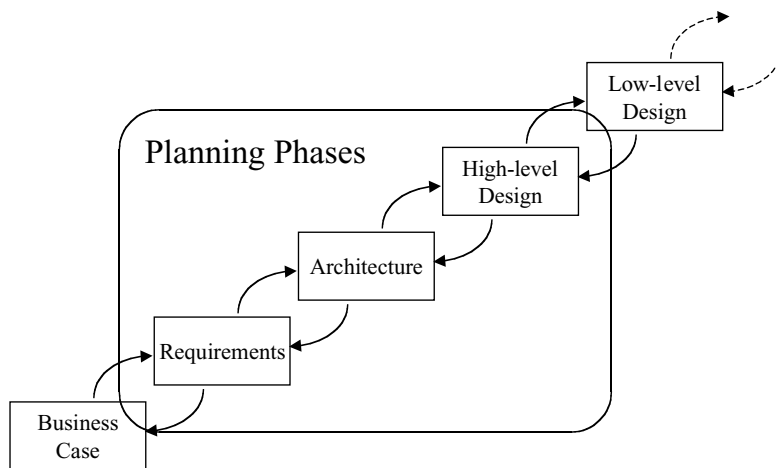 Low-level
Design
Planning Phases
High-level
Design
Architecture
Requirements
Business
Case